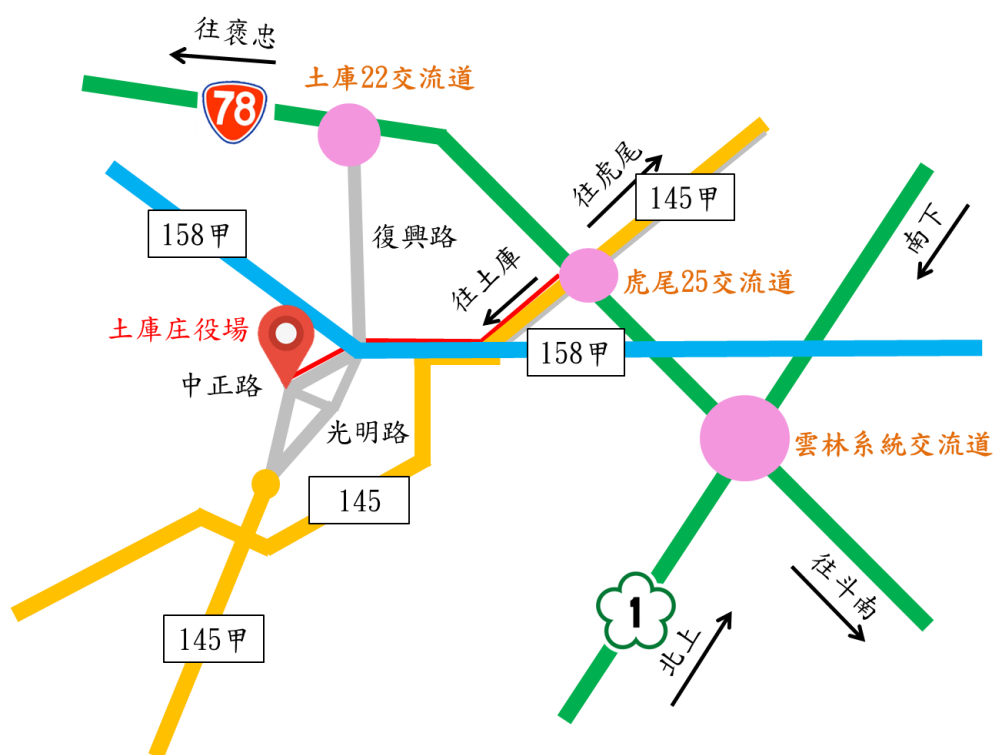 往褒忠
土庫22交流道
78
往虎尾
145甲
158甲
復興路
南下
往土庫
虎尾25交流道
土庫庄役場
158甲
中正路
光明路
雲林系統交流道
145
往斗南
1
145甲
北上